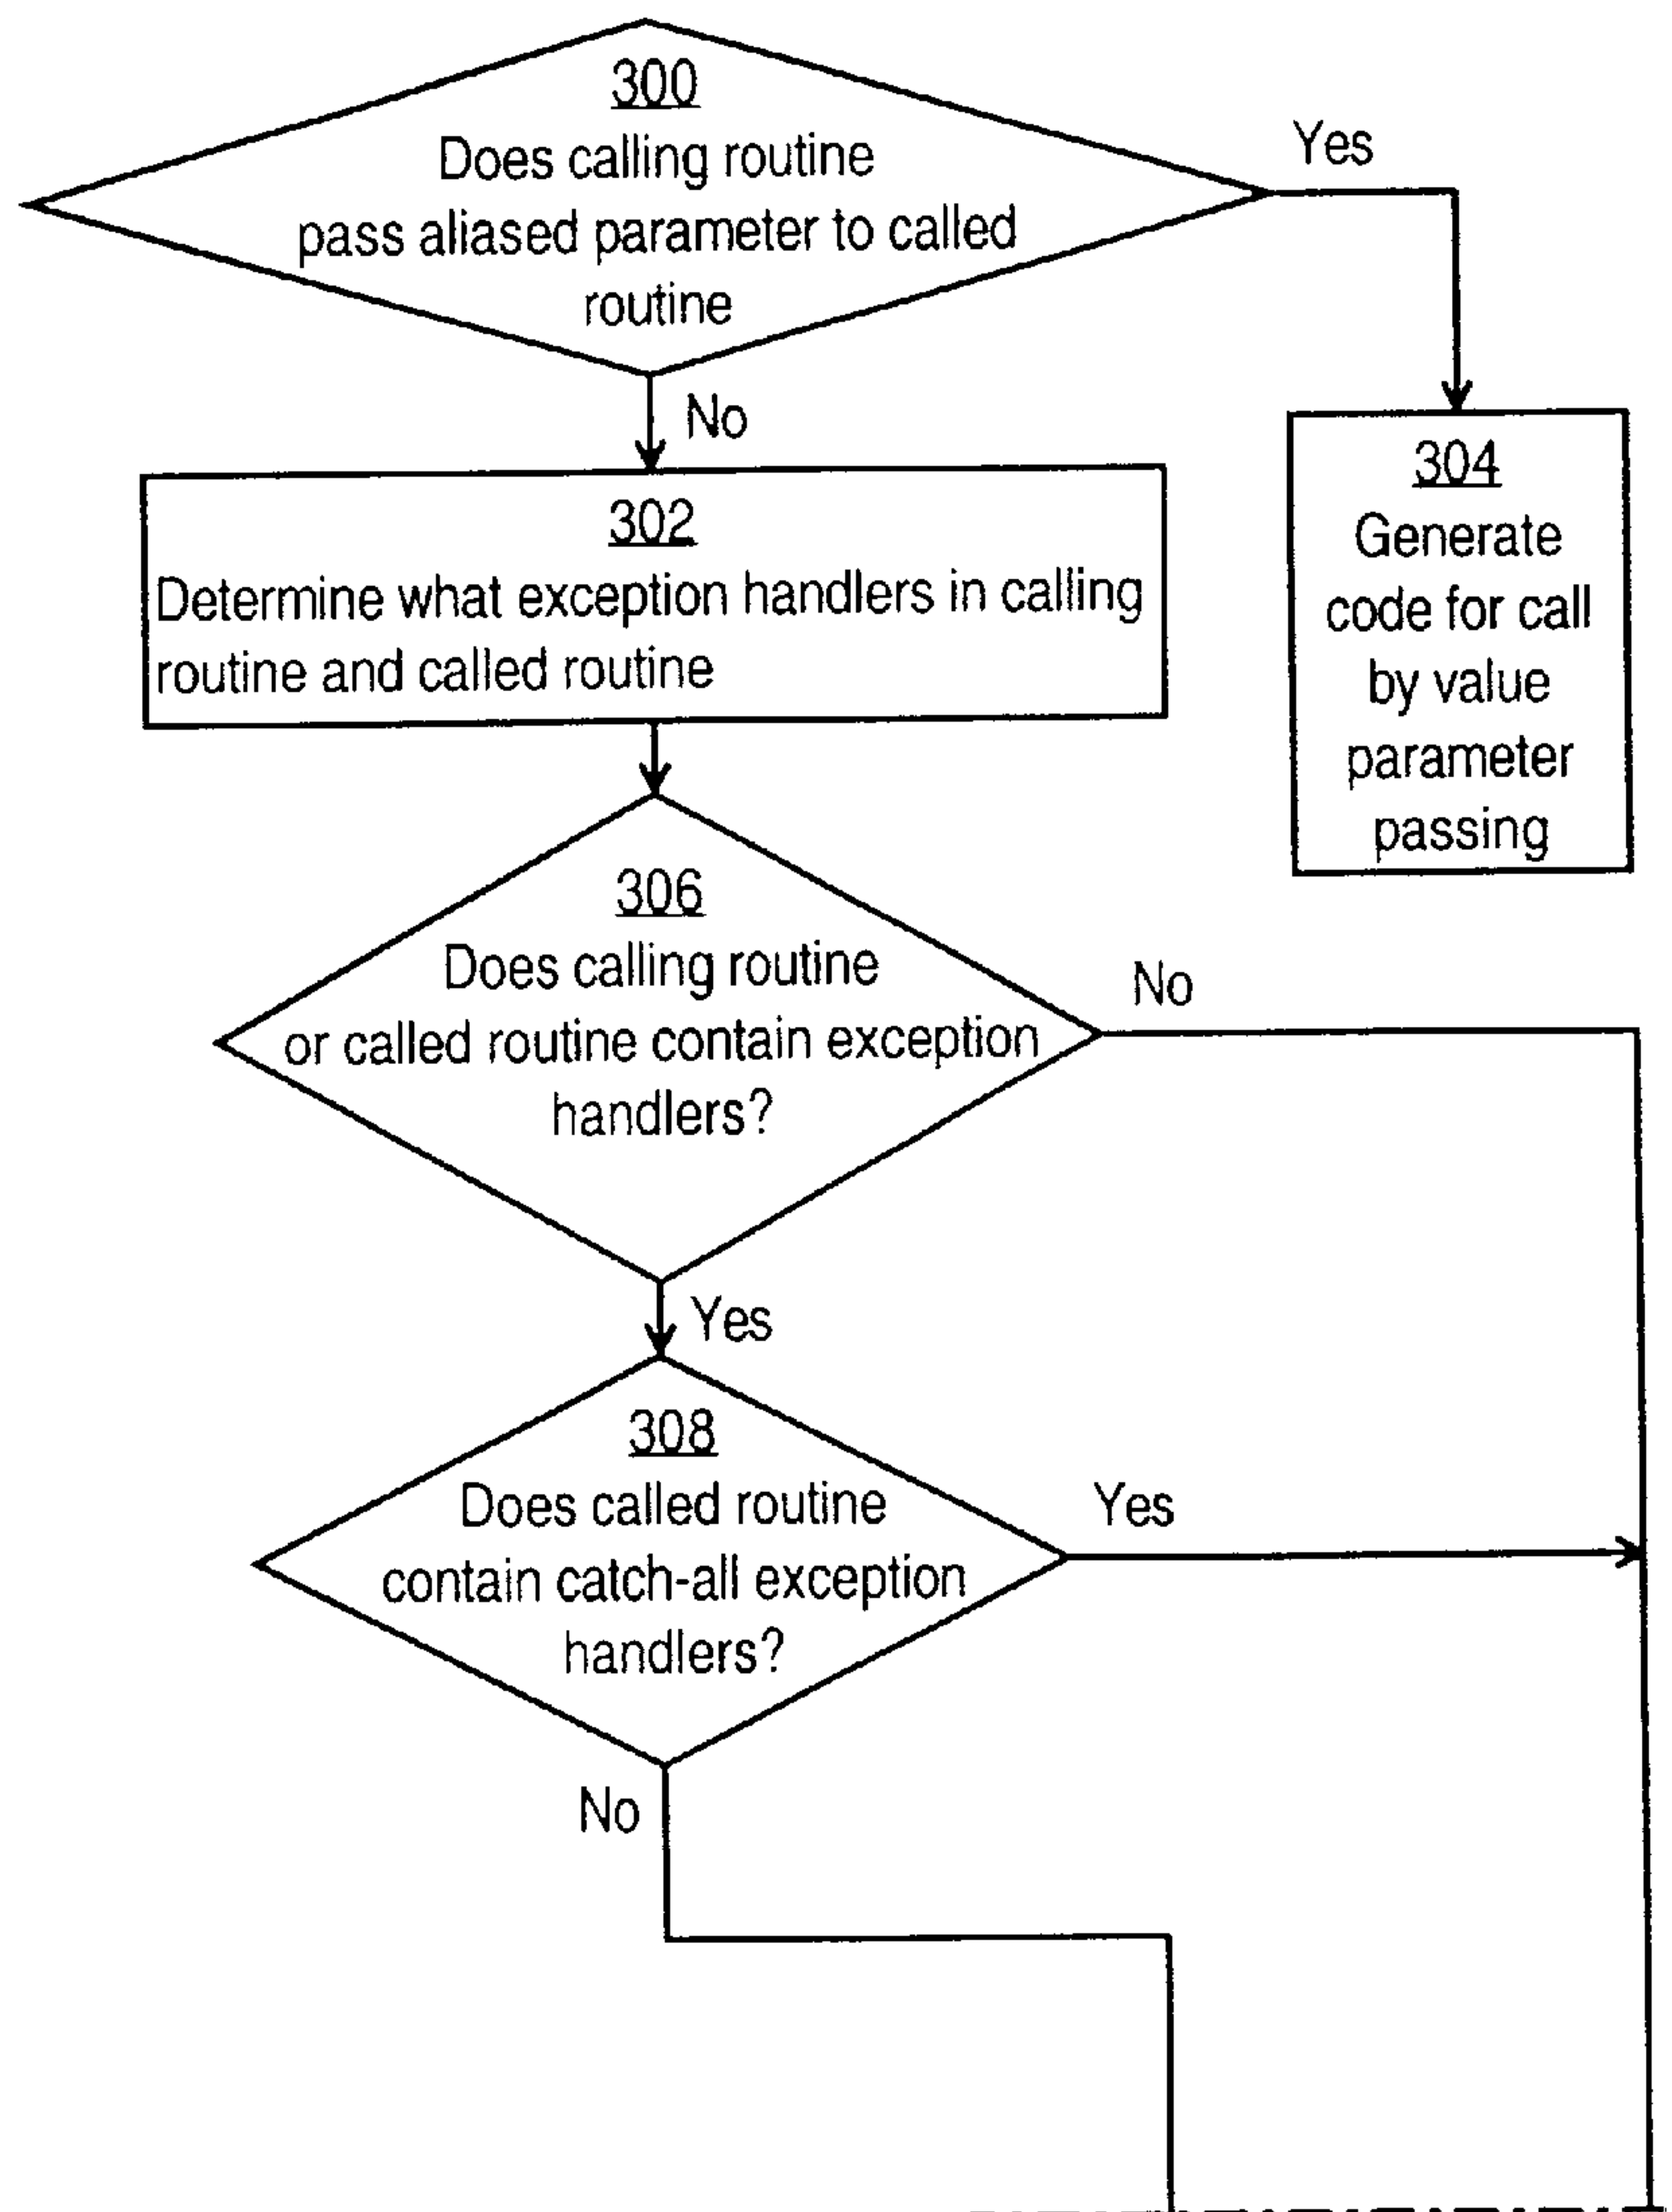 300
Does calling routine
pass aliased parameter to called
routine
Yes
No
302
Determine what exception handlers in calling
routine and called routine
304
Generate
code for call
by value
parameter
passing
306
Does calling routine
or called routine contain exception
handlers?
No
Yes
308
Does called routine
contain catch-all exception
handlers?
Yes
No